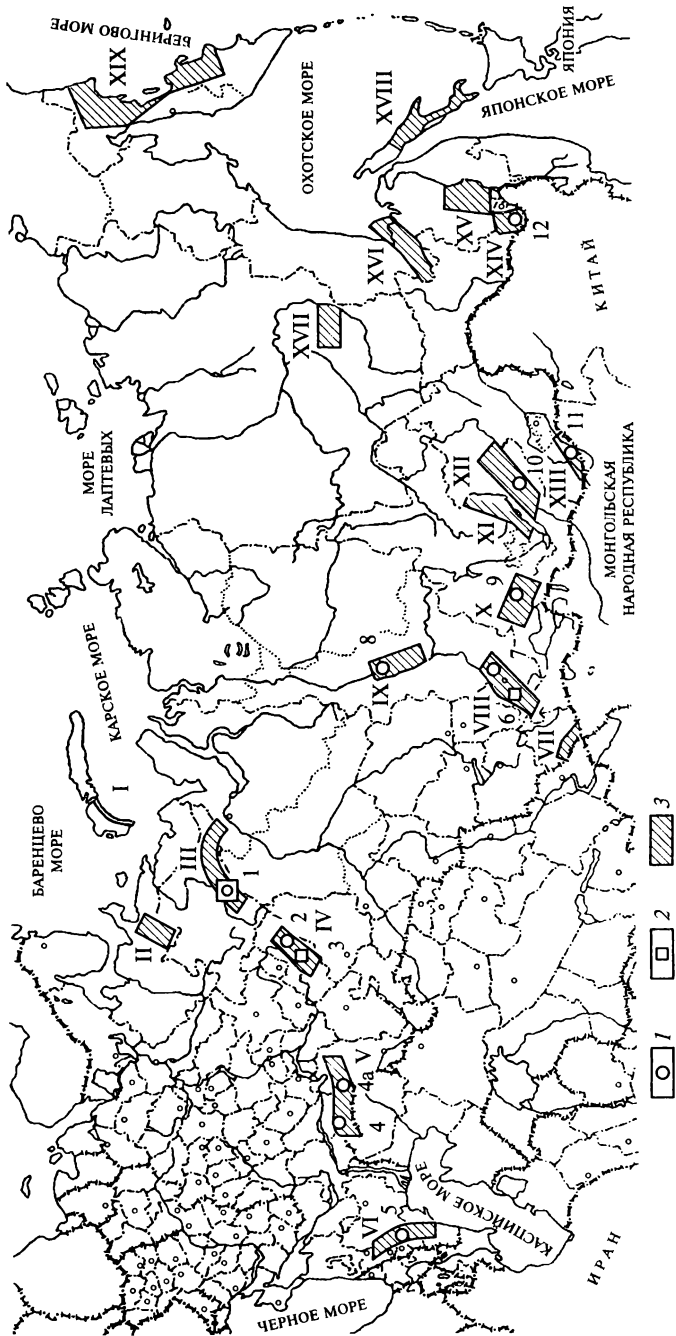 БАРЕНЦЕВО
МОРЕ
I
КАРСКОЕ МОРЕ
МОРЕ
ЛАПТЕВЫХ
XIX
БЕРИНГОВО МОРЕ
II
III
1
2
IV
3
8
IX
XVII
ОХОТСКОЕ МОРЕ
XVI
XVIII
V
4а
4
VIII
6
7
X
9
XI
XII
10
XV
XIV
12
ЯПОНСКОЕ МОРЕ
ЯПОНИЯ
VI
5
VII
XIII
11
КИТАЙ
ЧЕРНОЕ МОРЕ
КАСПИЙСКОЕ МОРЕ
ИРАН
МОНГОЛЬСКАЯ
НАРОДНАЯ РЕСПУБЛИКА
1
2
3